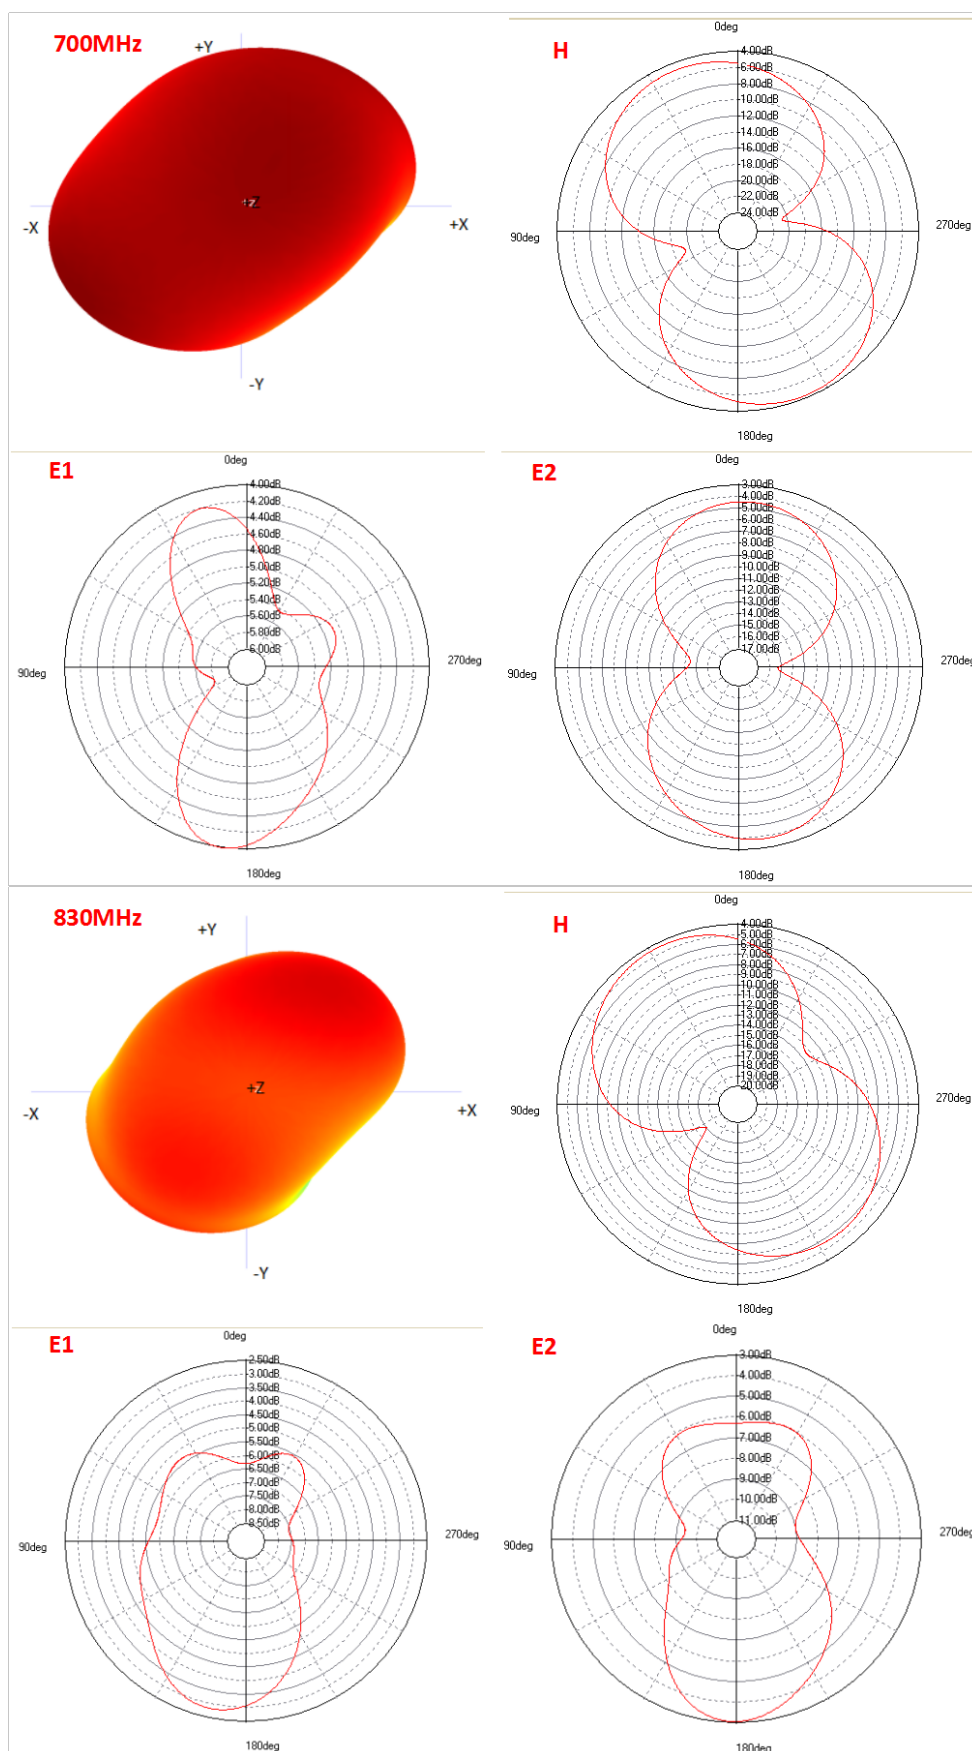 700MHz
+Y
+Z
-X
+X
-Y
H
0deg
4.00dB
6.00dB
8.00dB
10.00dB
12.00dB
14.00dB
16.00dB
18.00dB
20.00dB
22.00dB
24.00dB
90deg
270deg
180deg
E1
0deg
4.00dB
4.20dB
4.40dB
4.60dB
4.80dB
5.00dB
5.20dB
5.40dB
5.60dB
5.80dB
6.00dB
90deg
270deg
180deg
E2
0deg
3.00dB
4.00dB
5.00dB
6.00dB
7.00dB
8.00dB
9.00dB
10.00dB
11.00dB
12.00dB
13.00dB
14.00dB
15.00dB
16.00dB
17.00dB
90deg
270deg
180deg
830MHz
+Y
+Z
-X
+X
-Y
H
0deg
4.00dB
5.00dB
6.00dB
7.00dB
8.00dB
9.00dB
10.00dB
11.00dB
12.00dB
13.00dB
14.00dB
15.00dB
16.00dB
17.00dB
18.00dB
19.00dB
20.00dB
90deg
270deg
180deg
E1
0deg
2.50dB
3.00dB
3.50dB
4.00dB
4.50dB
5.00dB
5.50dB
6.00dB
6.50dB
7.00dB
7.50dB
8.00dB
8.50dB
90deg
270deg
180deg
E2
0deg
3.00dB
4.00dB
5.00dB
6.00dB
7.00dB
8.00dB
9.00dB
10.00dB
11.00dB
90deg
270deg
180deg